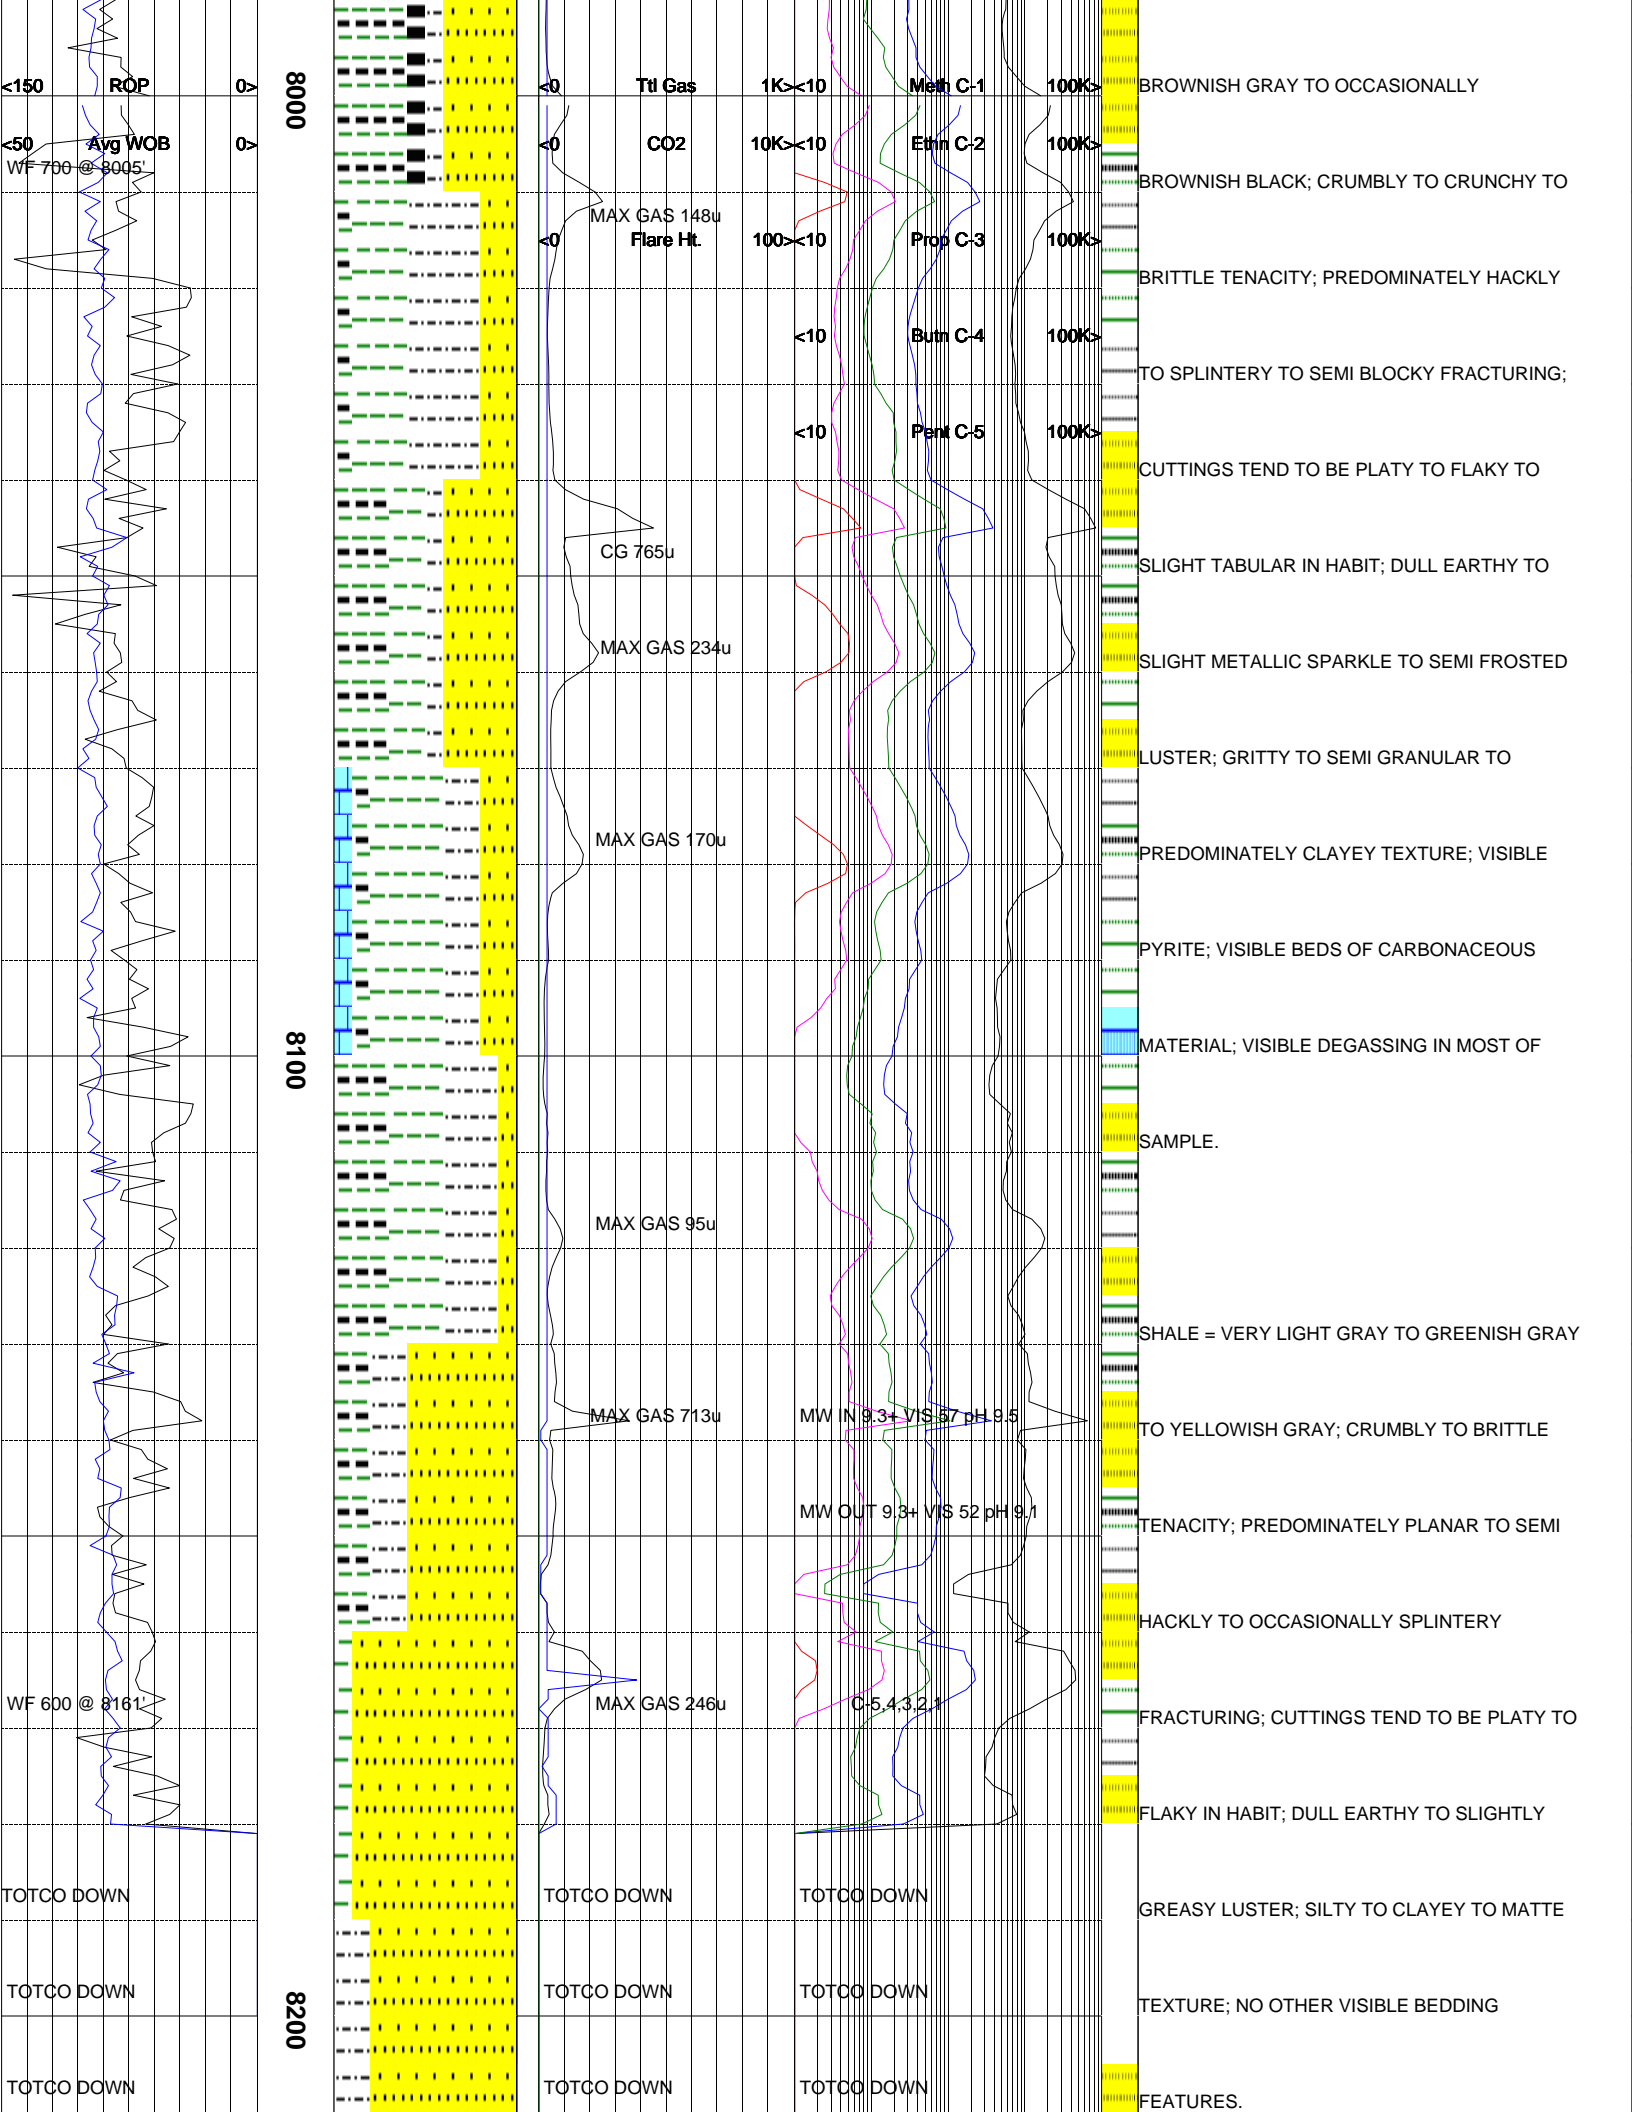 <150 ROP 0> <0 Ttl Gas 1K> <10 Meth C-1 100K> BROWNISH GRAY TO OCCASIONALLY
8000
<50 Avg WOB 0> <0 CO2 10K> <10 Ethn C-2 100K>
WF 700 @ 8005' BROWNISH BLACK; CRUMBLY TO CRUNCHY TO
MAX GAS 148u
<0 Flare Ht. 100> <10 Prop C-3 100K>
BRITTLE TENACITY; PREDOMINATELY HACKLY
<10 Butn C-4 100K>
TO SPLINTERY TO SEMI BLOCKY FRACTURING;
<10 Pent C-5 100K>
CUTTINGS TEND TO BE PLATY TO FLAKY TO
CG 765u
SLIGHT TABULAR IN HABIT; DULL EARTHY TO
MAX GAS 234u
SLIGHT METALLIC SPARKLE TO SEMI FROSTED
LUSTER; GRITTY TO SEMI GRANULAR TO
MAX GAS 170u
PREDOMINATELY CLAYEY TEXTURE; VISIBLE
PYRITE; VISIBLE BEDS OF CARBONACEOUS
8100
MATERIAL; VISIBLE DEGASSING IN MOST OF
SAMPLE.
MAX GAS 95u
SHALE = VERY LIGHT GRAY TO GREENISH GRAY
MAX GAS 713u MW IN 9.3+ VIS 57 pH 9.5
TO YELLOWISH GRAY; CRUMBLY TO BRITTLE
MW OUT 9.3+ VIS 52 pH 9.1
TENACITY; PREDOMINATELY PLANAR TO SEMI
HACKLY TO OCCASIONALLY SPLINTERY
WF 600 @ 8161' MAX GAS 246u C-5,4,3,2,1
FRACTURING; CUTTINGS TEND TO BE PLATY TO
FLAKY IN HABIT; DULL EARTHY TO SLIGHTLY
TOTCO DOWN TOTCO DOWN TOTCO DOWN
GREASY LUSTER; SILTY TO CLAYEY TO MATTE
TOTCO DOWN TOTCO DOWN TOTCO DOWN
8200
TEXTURE; NO OTHER VISIBLE BEDDING
TOTCO DOWN TOTCO DOWN TOTCO DOWN
FEATURES.